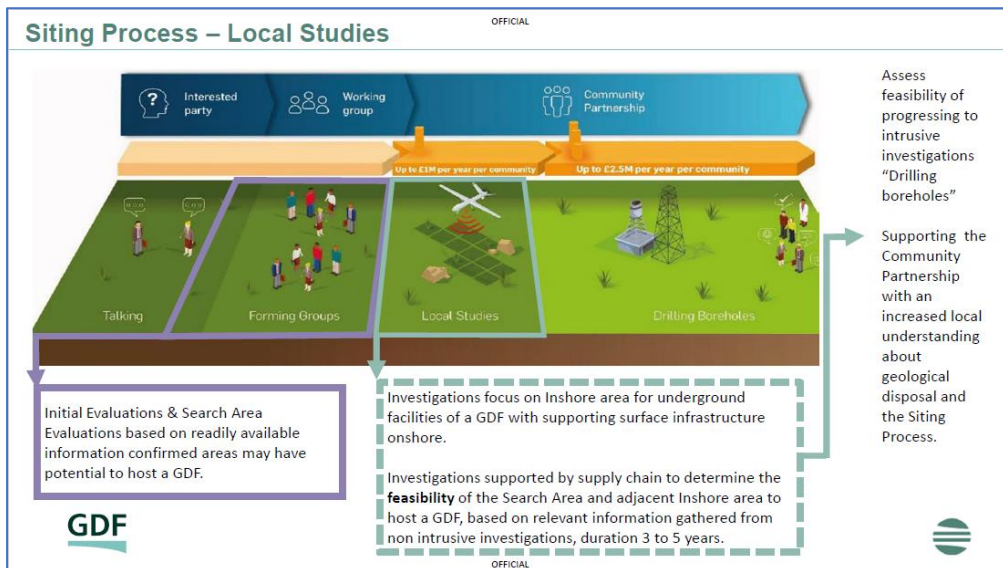 OFFICIAL
Siting Process – Local Studies
?
Interested
party
Working
group
Community
Partnership
Up to £1M per year per community
Up to £2.5M per year per community
Talking
Forming Groups
Local Studies
Drilling Boreholes
Assess
feasibility of
progressing to
intrusive
investigations
“Drilling
boreholes”
Supporting the
Community
Partnership
with an
increased local
understanding
about
geological
disposal and
the Siting
Process.
Initial Evaluations & Search Area
Evaluations based on readily available
information confirmed areas may have
potential to host a GDF.
Investigations focus on Inshore area for underground
facilities of a GDF with supporting surface infrastructure
onshore.
Investigations supported by supply chain to determine the
feasibility of the Search Area and adjacent Inshore area to
host a GDF, based on relevant information gathered from
non intrusive investigations, duration 3 to 5 years.
GDF
OFFICIAL